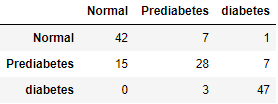 Normal Prediabetes diabetes
Normal 42 7 1
Prediabetes 15 28 7
diabetes 0 3 47